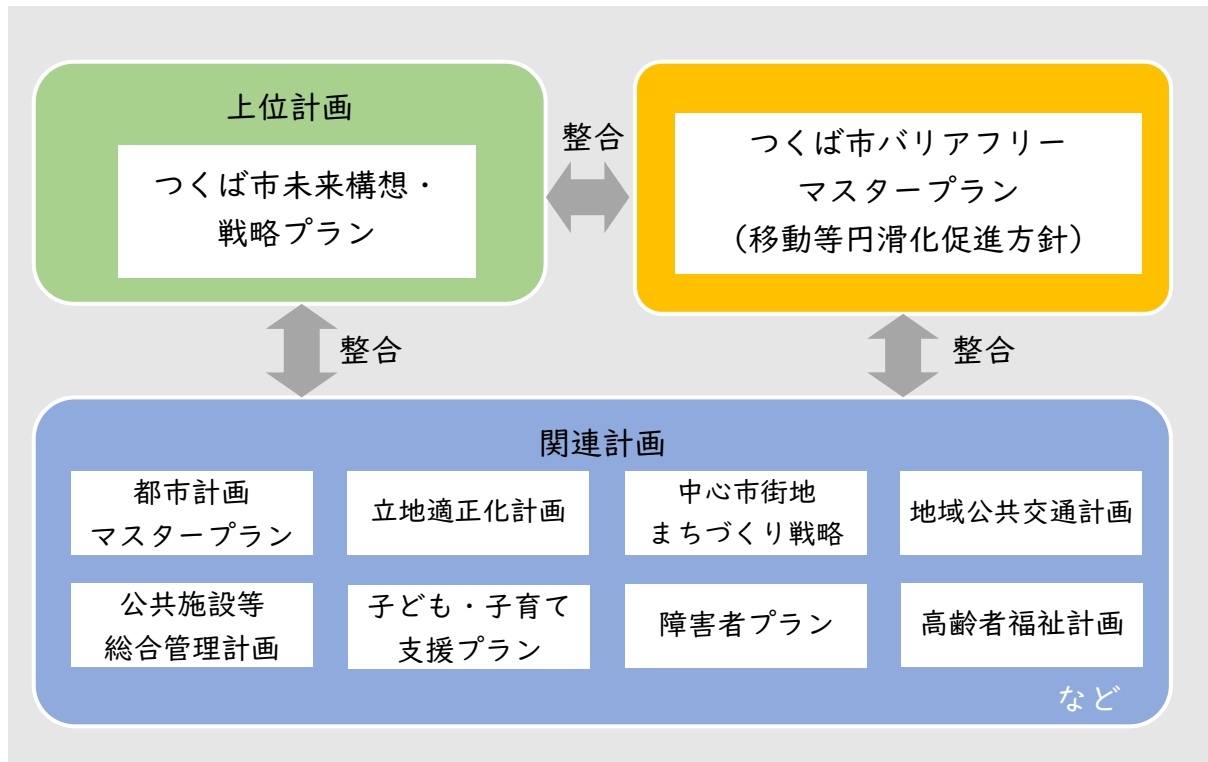 上位計画
つくば市未来構想・
戦略プラン
整合
つくば市バリアフリー
マスタープラン
（移動等円滑化促進方針）
整合
整合
関連計画
都市計画
マスタープラン
立地適正化計画
中心市街地
まちづくり戦略
地域公共交通計画
公共施設等
総合管理計画
子ども・子育て
支援プラン
障害者プラン
高齢者福祉計画
など